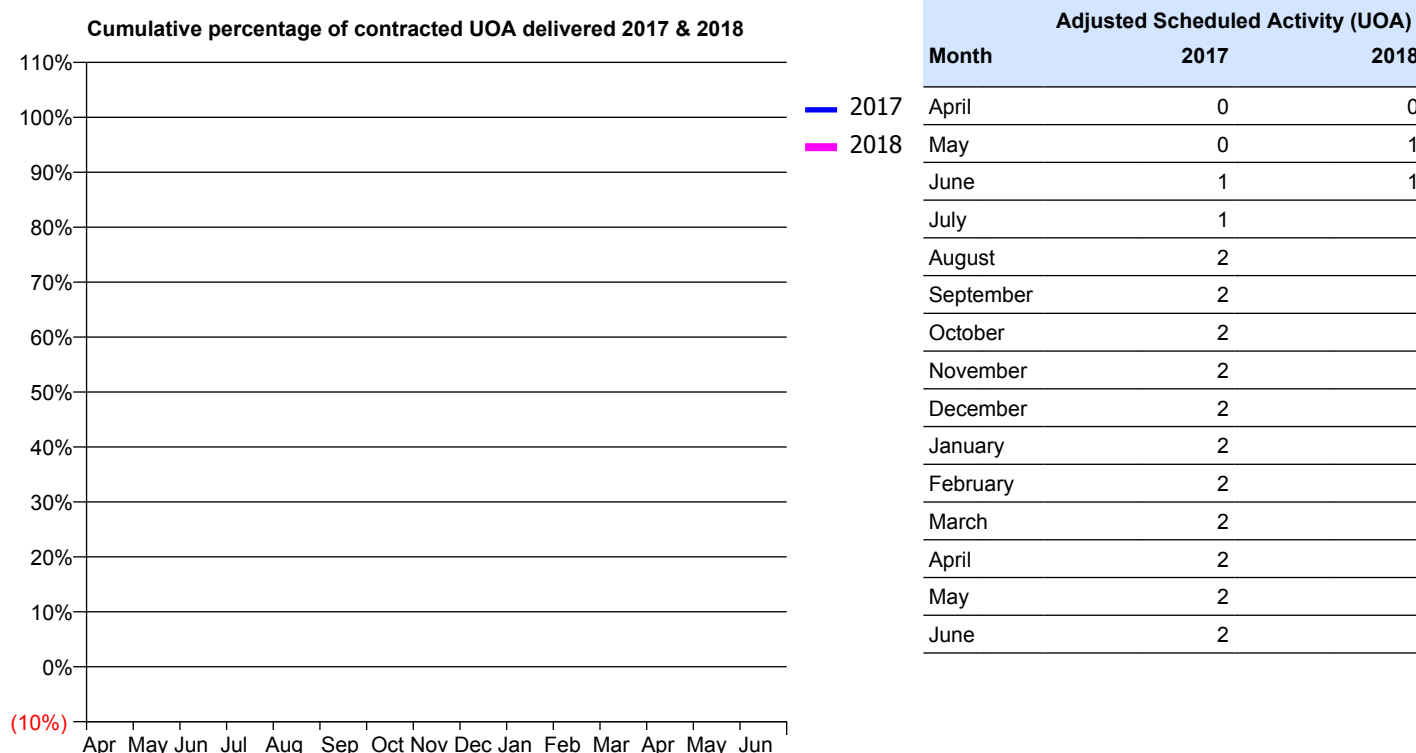 Cumulative percentage of contracted UOA delivered 2017 & 2018
110%
100%
90%
80%
70%
60%
50%
40%
30%
20%
10%
0%
(10%)
Apr May Jun Jul Aug Sep Oct Nov Dec Jan Feb Mar Apr May Jun
2017
2018
Adjusted Scheduled Activity (UOA)
Month 2017 2018
April 0 0
May 0 1
June 1 1
July 1
August 2
September 2
October 2
November 2
December 2
January 2
February 2
March 2
April 2
May 2
June 2